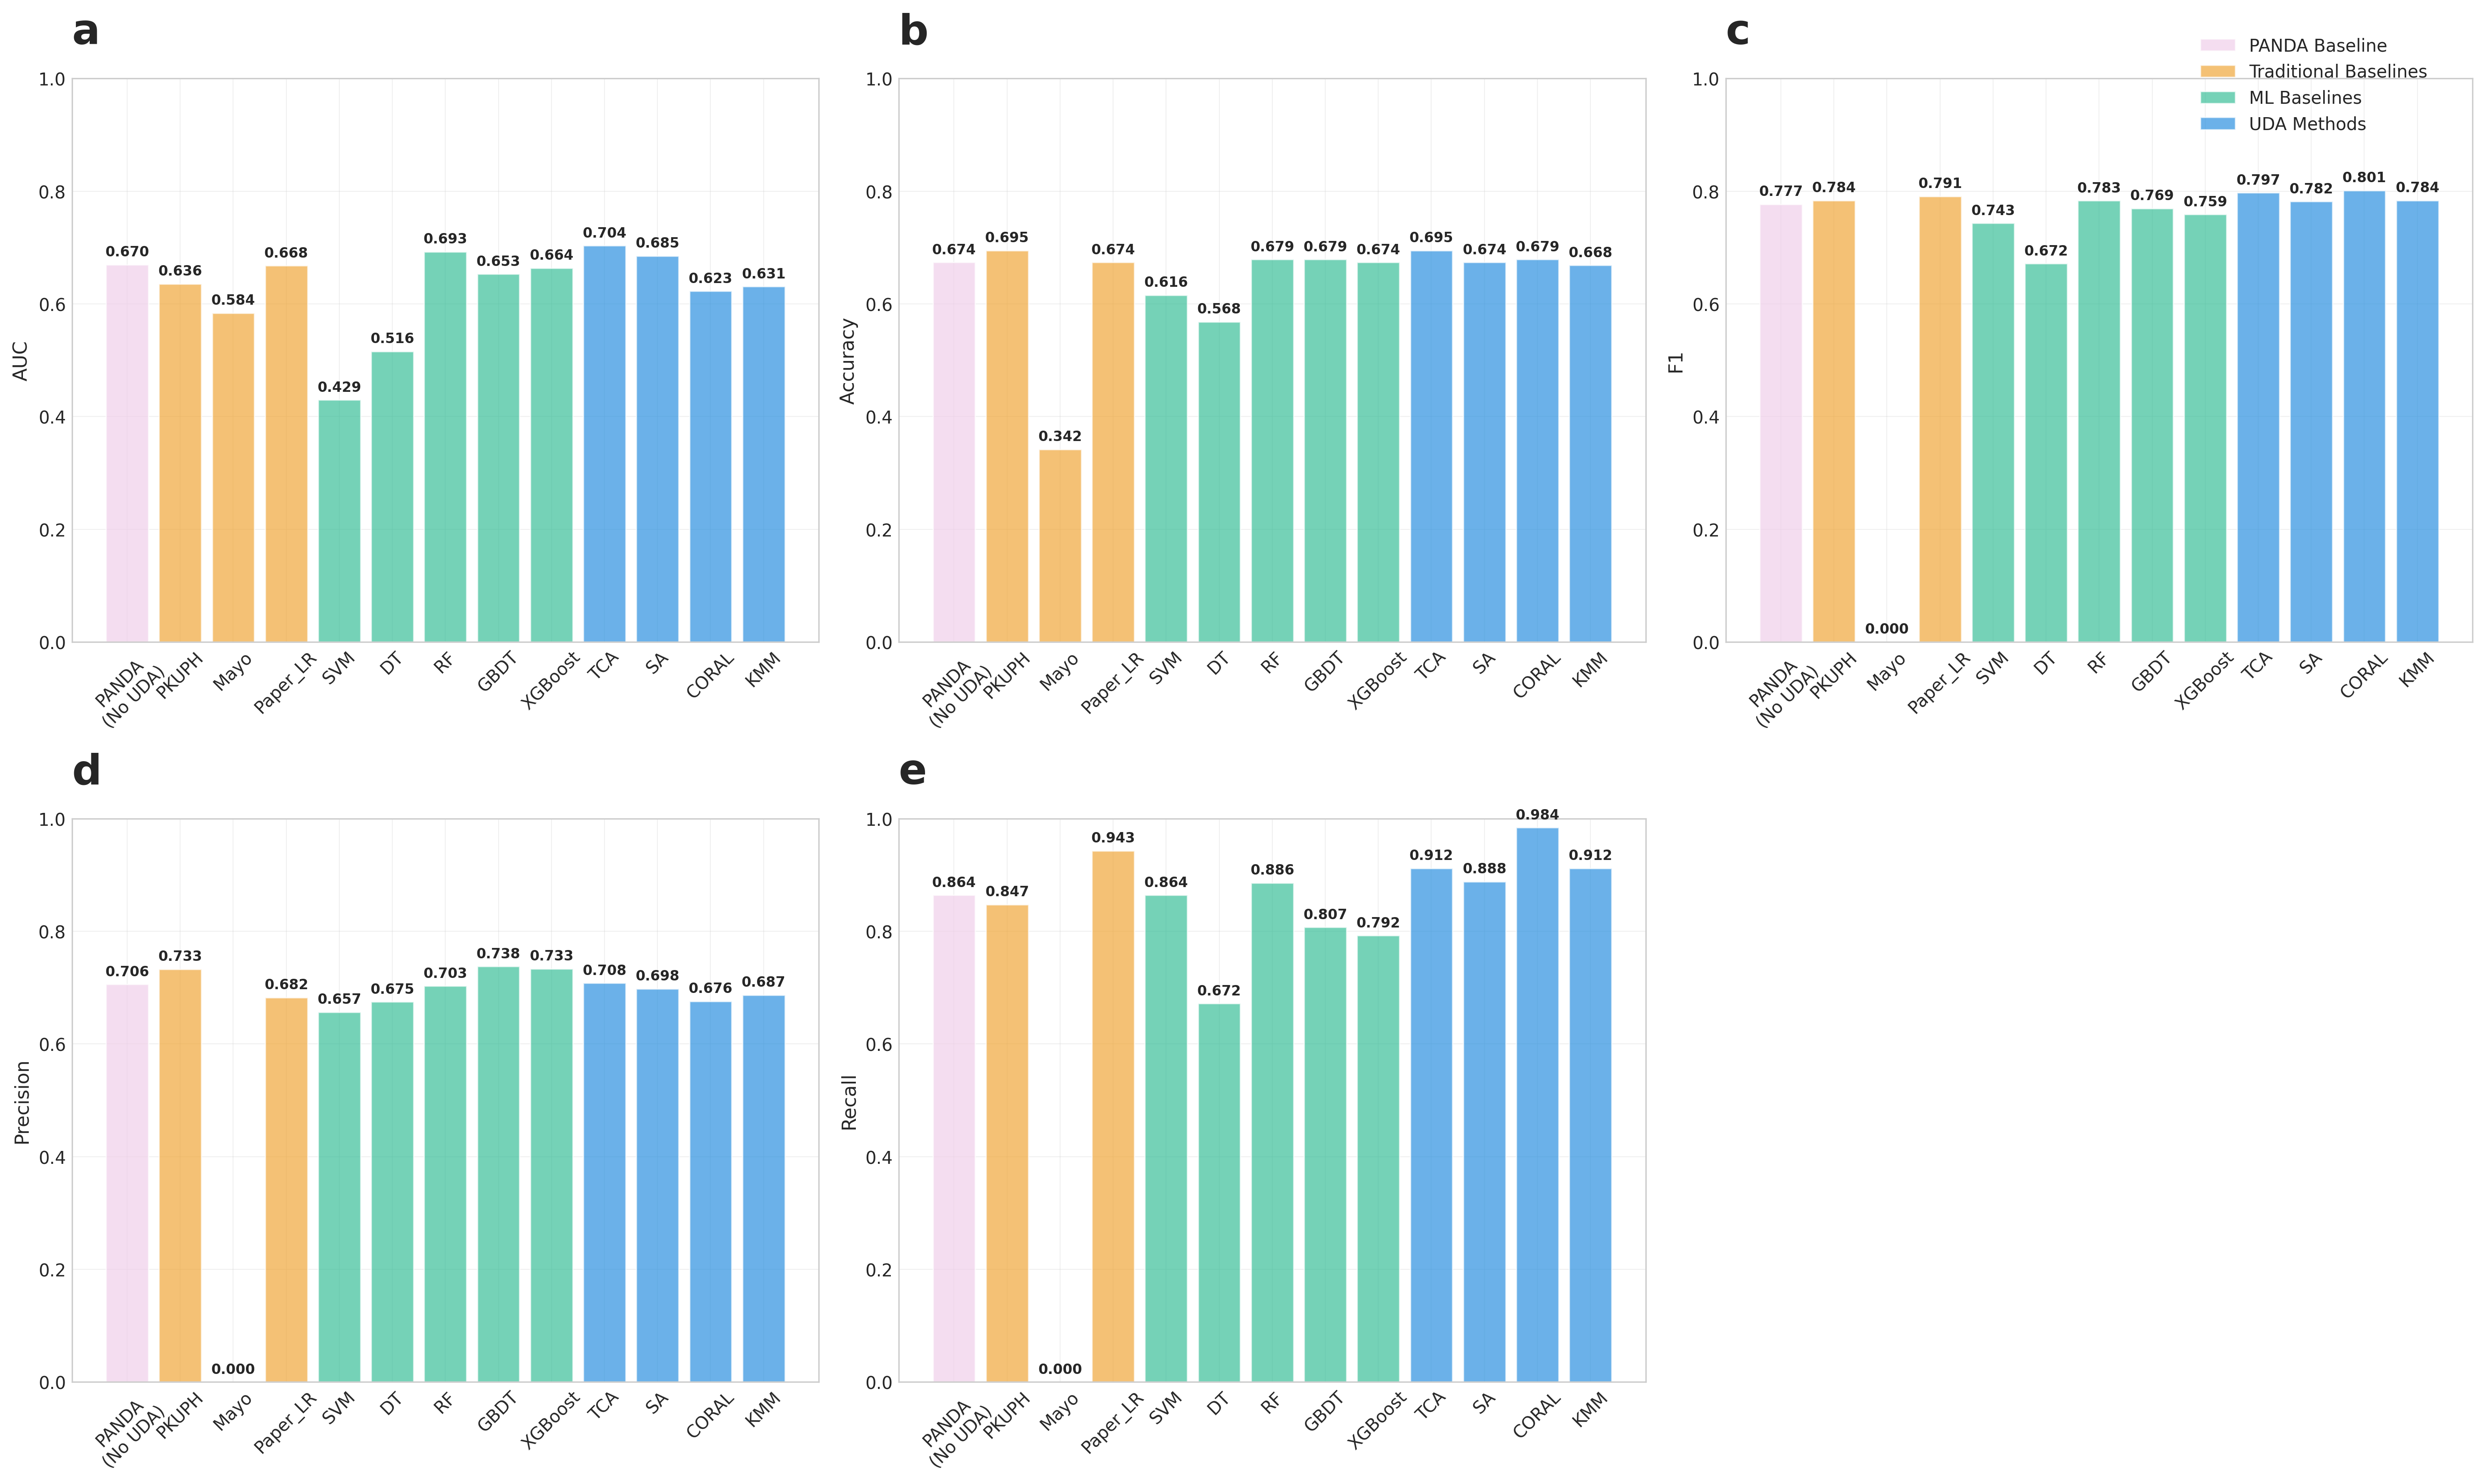 a
1.0
0.8
0.6
0.4
0.2
0.0
AUC
0.670
0.636
0.584
0.668
0.429
0.516
0.693
0.653
0.664
0.704
0.685
0.623
0.631
PANDA
(No UDA)
PKUPH
Mayo
Paper_LR
SVM
DT
RF
GBDT
XGBoost
TCA
SA
CORAL
KMM
b
1.0
0.8
0.6
0.4
0.2
0.0
Accuracy
0.674
0.695
0.342
0.674
0.616
0.568
0.679
0.679
0.674
0.695
0.674
0.679
0.668
PANDA
(No UDA)
PKUPH
Mayo
Paper_LR
SVM
DT
RF
GBDT
XGBoost
TCA
SA
CORAL
KMM
c
PANDA Baseline
Traditional Baselines
ML Baselines
UDA Methods
1.0
0.8
0.6
0.4
0.2
0.0
F1
0.777
0.784
0.000
0.791
0.743
0.672
0.783
0.769
0.759
0.797
0.782
0.801
0.784
PANDA
(No UDA)
PKUPH
Mayo
Paper_LR
SVM
DT
RF
GBDT
XGBoost
TCA
SA
CORAL
KMM
d
1.0
0.8
0.6
0.4
0.2
0.0
Precision
0.706
0.733
0.000
0.682
0.657
0.675
0.703
0.738
0.733
0.708
0.698
0.676
0.687
PANDA
(No UDA)
PKUPH
Mayo
Paper_LR
SVM
DT
RF
GBDT
XGBoost
TCA
SA
CORAL
KMM
e
1.0
0.8
0.6
0.4
0.2
0.0
Recall
0.864
0.847
0.000
0.943
0.864
0.672
0.886
0.807
0.792
0.912
0.888
0.984
0.912
PANDA
(No UDA)
PKUPH
Mayo
Paper_LR
SVM
DT
RF
GBDT
XGBoost
TCA
SA
CORAL
KMM